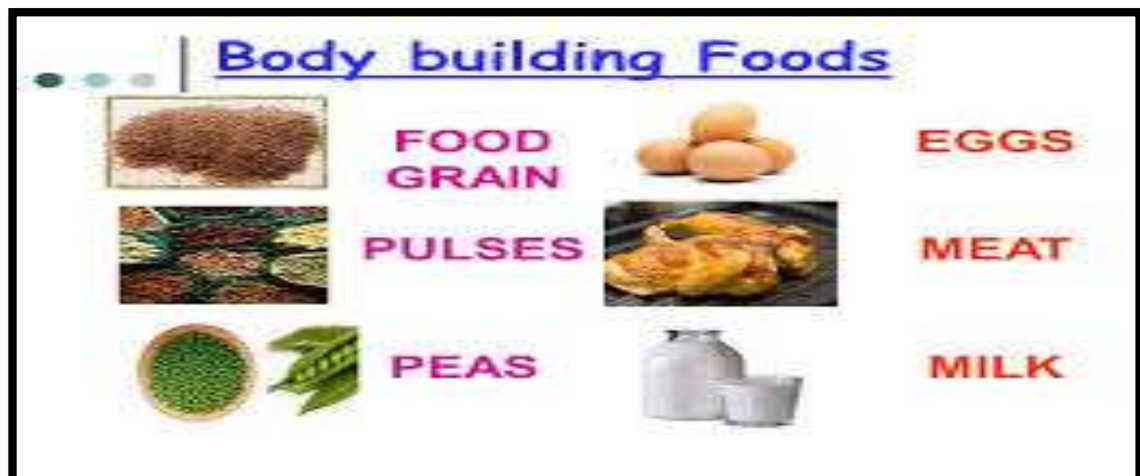 Body building Foods
FOOD
GRAIN
EGGS
PULSES
MEAT
PEAS
MILK